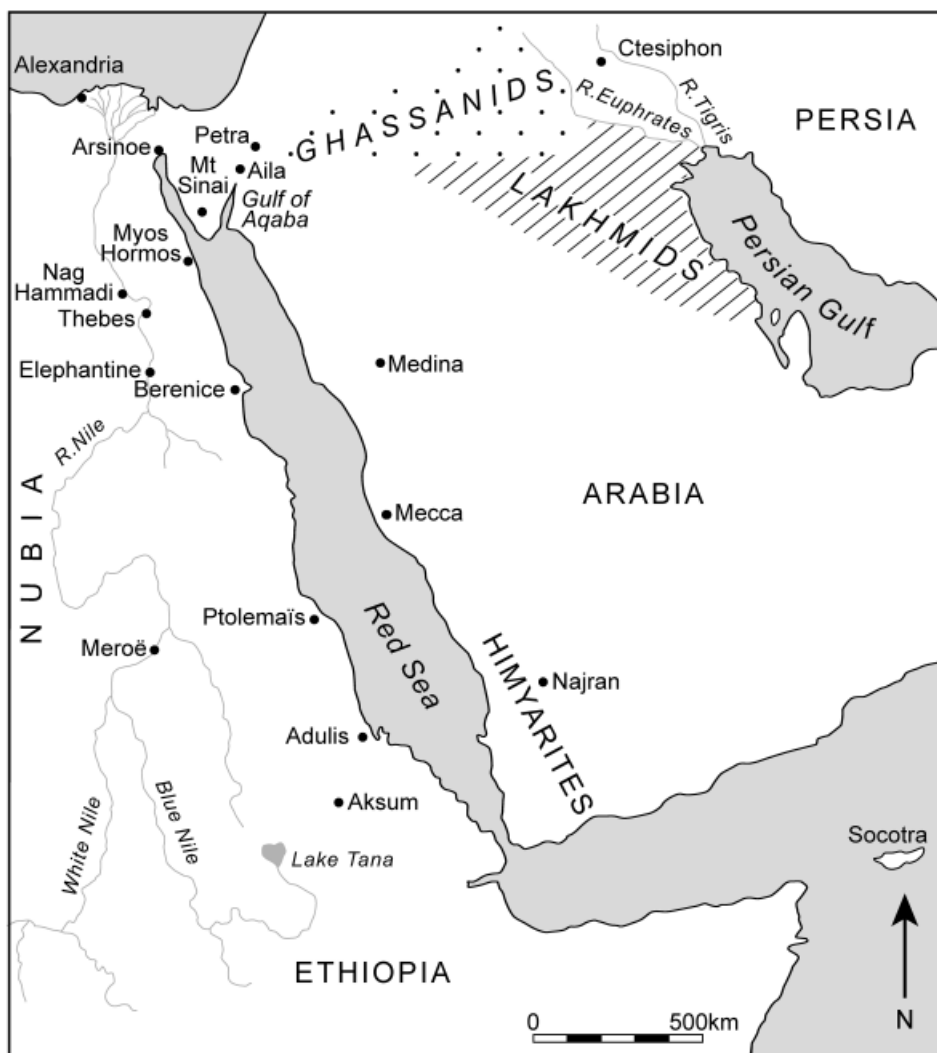 Alexandria
Ctesiphon
R.Tigris
R.Euphrates
PERSIA
GHASSANIDS
Arsinoe
Petra
Aila
Mt
Sinai
Gulf of
Aqaba
LAKHMIDS
Persian Gulf
Myos
Hormos
Nag
Hammadi
Thebes
Elephantine
Berenice
Medina
R.Nile
NUBIA
ARABIA
Mecca
Ptolemaïs
Red Sea
Meroë
HIMYARITES
Najran
Adulis
Aksum
White Nile
Blue Nile
Lake Tana
Socotra
ETHIOPIA
0 500km
N